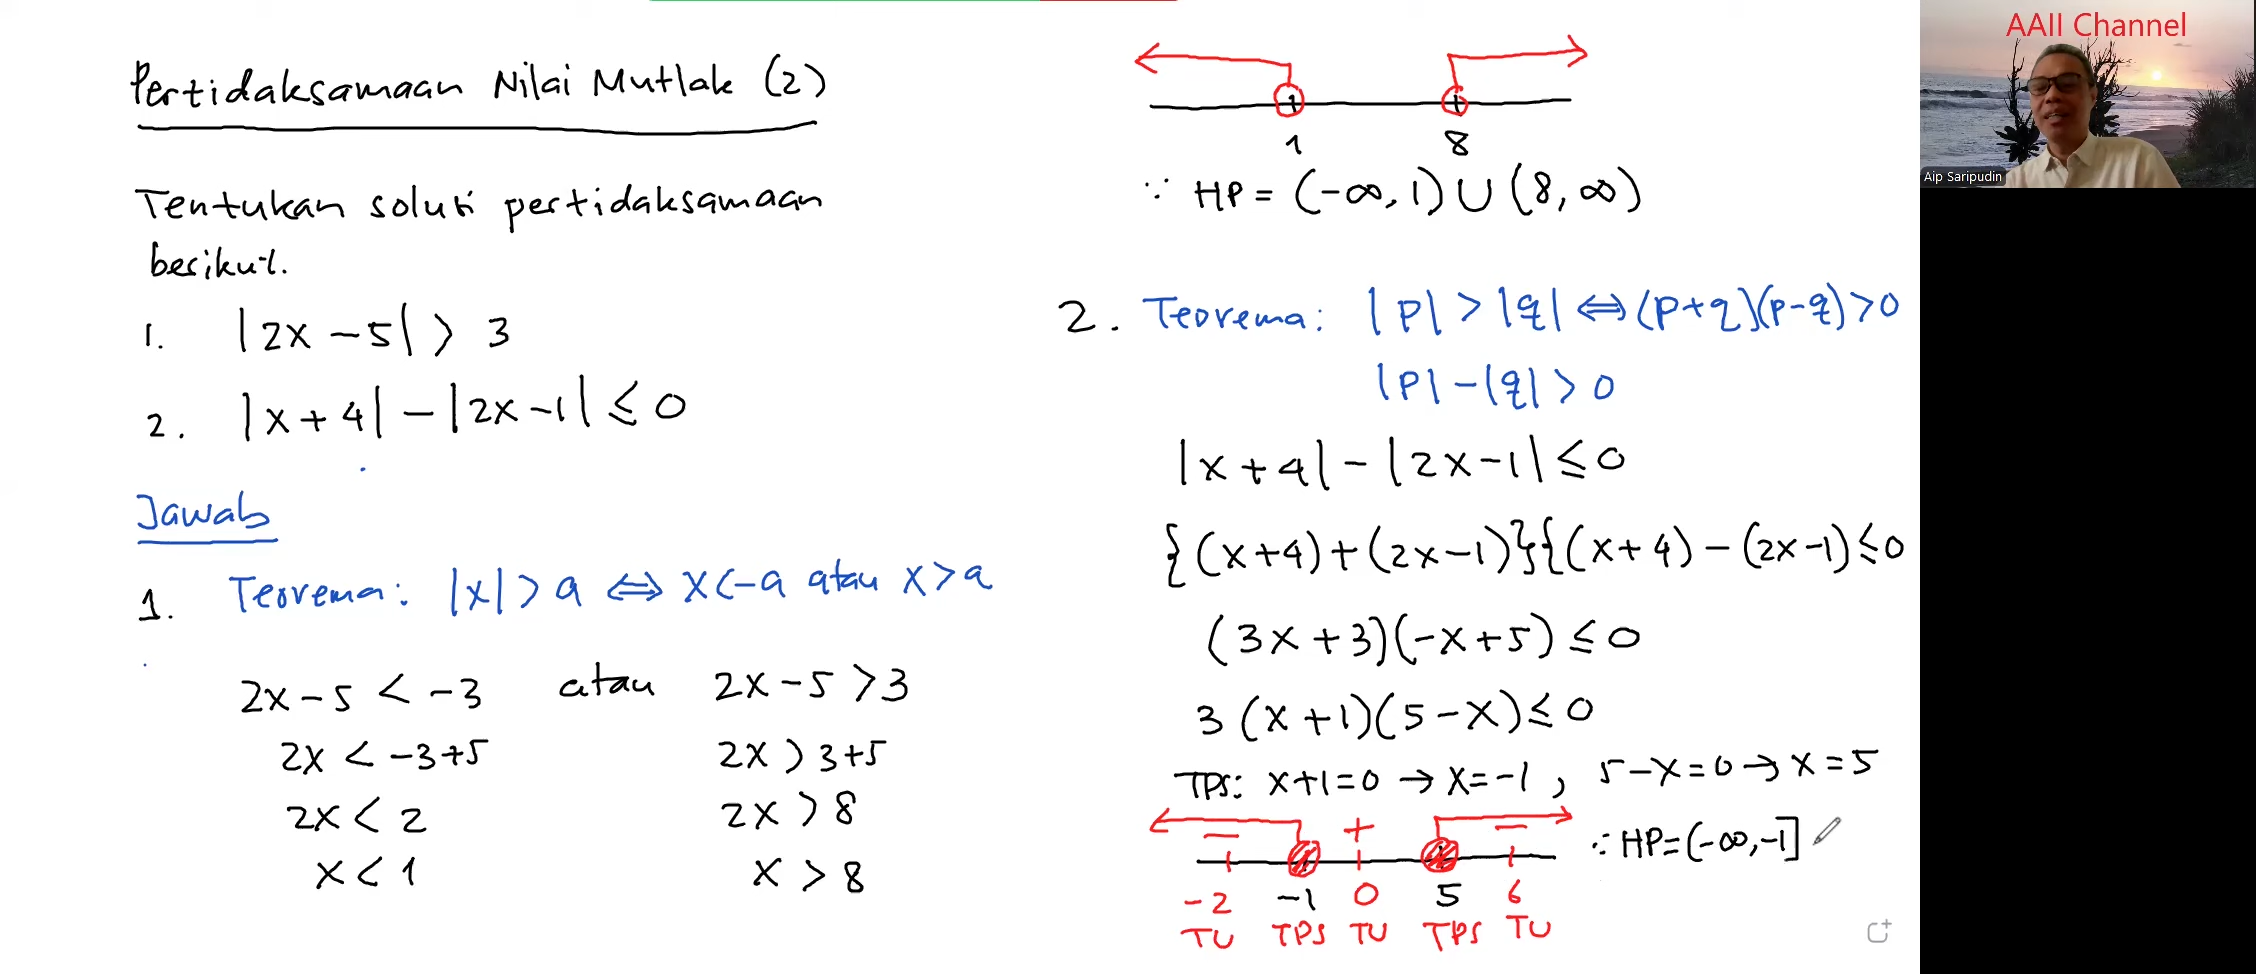 Pertidaksamaan Nilai Mutlak (2)
Tentukan solusi pertidaksamaan
berikut.
1. |2x - 5| > 3
2. |x + 4| - |2x - 1| ≤ 0
Jawab
1. Teorema: |x| > a ⇔ x < -a atau x > a
2x - 5 < -3 atau 2x - 5 > 3
2x < -3+5 2x > 3+5
2x < 2 2x > 8
x < 1 x > 8
1 8
∵ HP = (-∞, 1) ∪ (8, ∞)
2. Teorema: |p| > |q| ⇔ (p+q)(p-q) > 0
|p| - |q| > 0
|x + 4| - |2x - 1| ≤ 0
{(x+4) + (2x-1)}{(x+4) - (2x-1) ≤ 0
(3x + 3)(-x + 5) ≤ 0
3 (x + 1)(5 - x) ≤ 0
TPS: x+1=0 → x=-1 , 5-x=0 → x=5
- + -
-2 -1 0 5 6
TU TPS TU TPS TU
∴ HP=(-∞,-1]
AAII Channel
Aip Saripudin